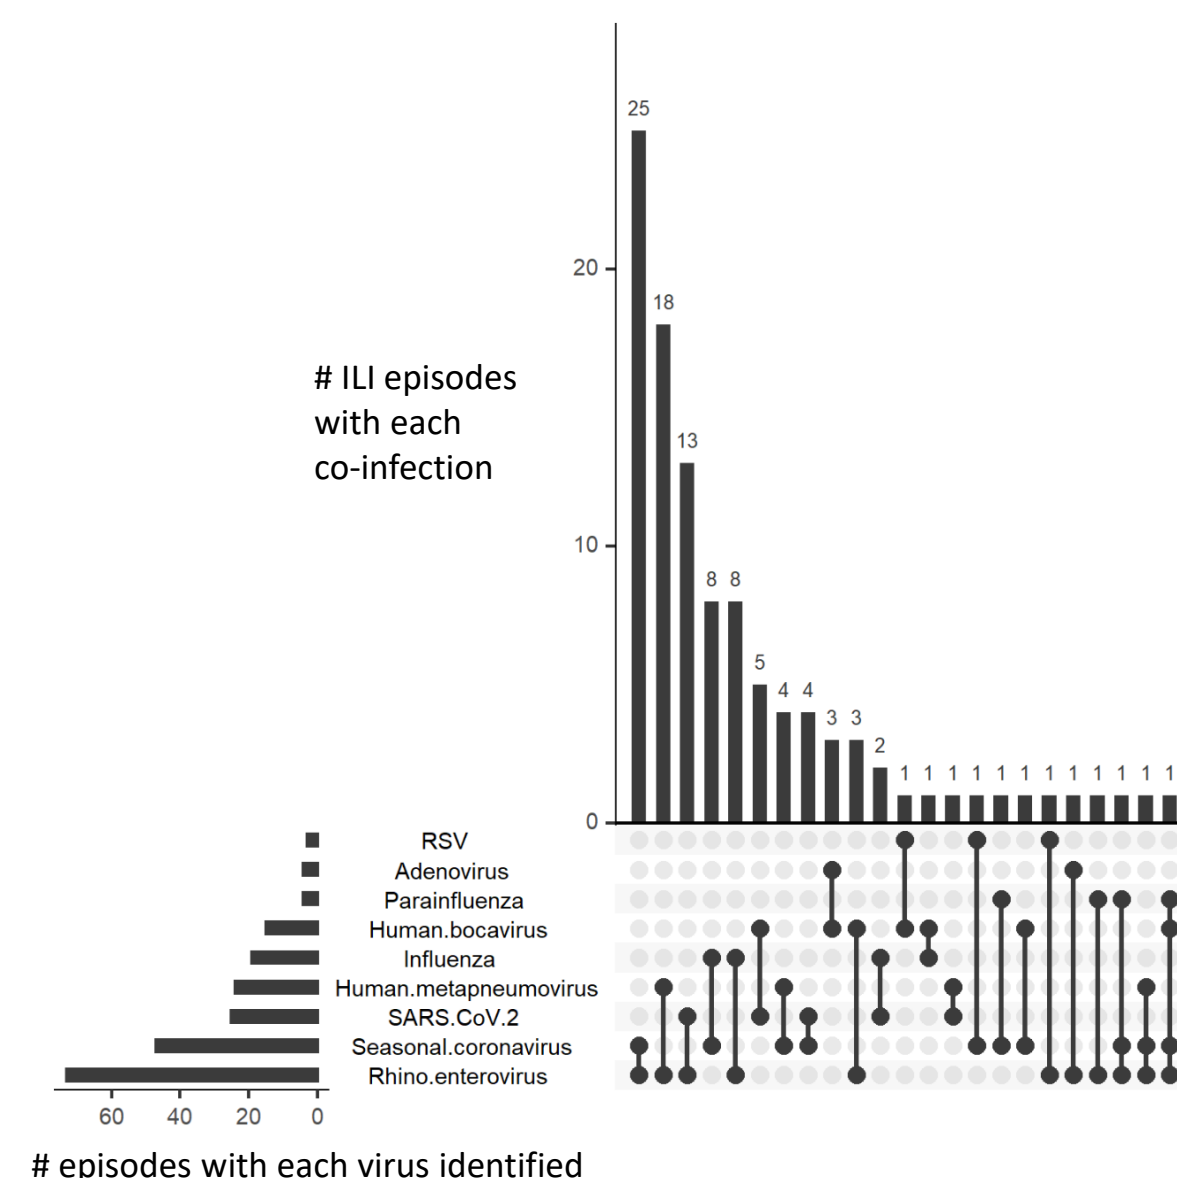 25
20
18
# ILI episodes
with each
co-infection
13
10
8 8
5
4 4
3 3
2
1 1 1 1 1 1 1 1 1 1 1 1
0
RSV
Adenovirus
Parainfluenza
Human.bocavirus
Influenza
Human.metapneumovirus
SARS.CoV.2
Seasonal.coronavirus
Rhino.enterovirus
60 40 20 0
# episodes with each virus identified